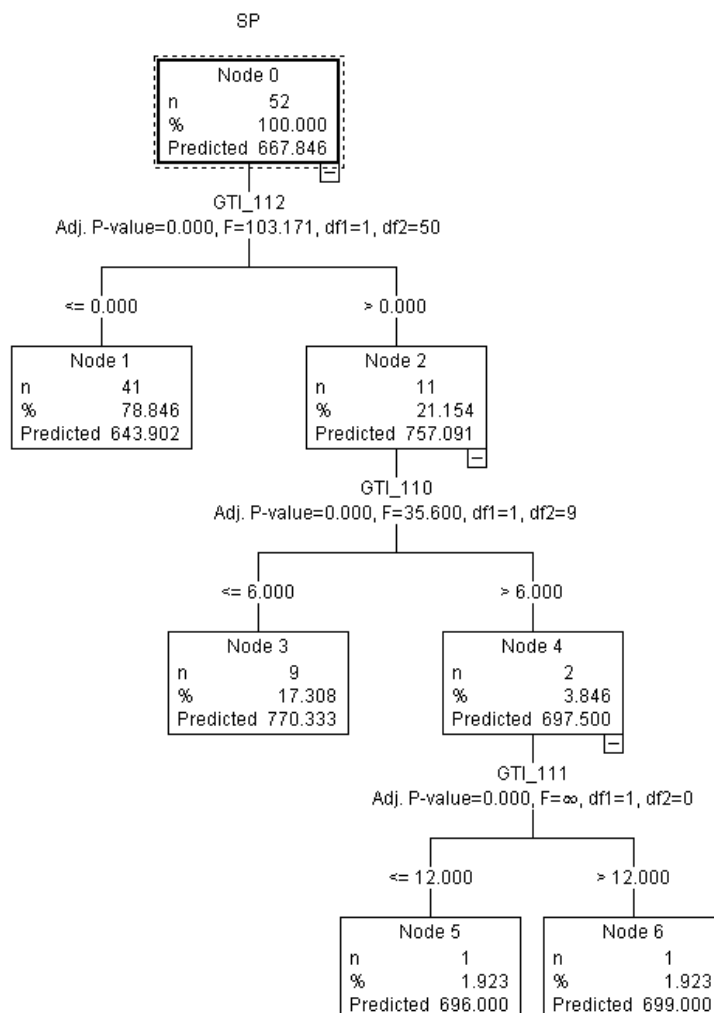 SP
Node 0
n 52
% 100.000
Predicted 667.846
GTI_112
Adj. P-value=0.000, F=103.171, df1=1, df2=50
<= 0.000
> 0.000
Node 1
n 41
% 78.846
Predicted 643.902
Node 2
n 11
% 21.154
Predicted 757.091
GTI_110
Adj. P-value=0.000, F=35.600, df1=1, df2=9
<= 6.000
> 6.000
Node 3
n 9
% 17.308
Predicted 770.333
Node 4
n 2
% 3.846
Predicted 697.500
GTI_111
Adj. P-value=0.000, F=∞, df1=1, df2=0
<= 12.000
> 12.000
Node 5
n 1
% 1.923
Predicted 696.000
Node 6
n 1
% 1.923
Predicted 699.000